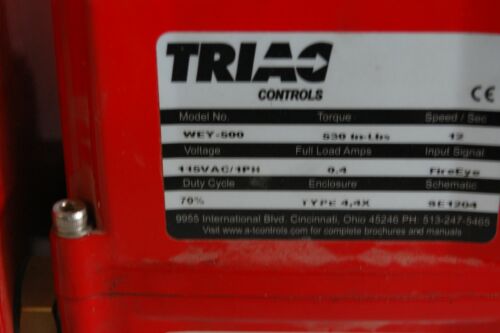 TRIAC
CONTROLS
CE
Model No. Torque Speed / Sec
WEY-500 530 In-Lbs 12
Voltage Full Load Amps Input Signal
115VAC/1PH 0.4 FireEye
Duty Cycle Enclosure Schematic
70% TYPE 4,4X SE1204
9955 International Blvd. Cincinnati, Ohio 45246 PH: 513-247-5465
Visit www.a-tcontrols.com for complete brochures and manuals